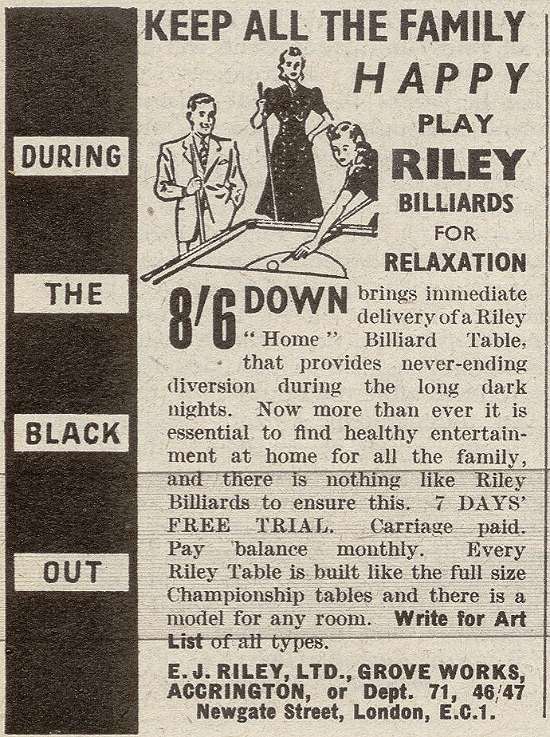 KEEP ALL THE FAMILY
HAPPY
PLAY
RILEY
BILLIARDS
FOR
RELAXATION
DURING
THE
BLACK
OUT
8/6 DOWN brings immediate
delivery of a Riley
"Home" Billiard Table,
that provides never-ending
diversion during the long dark
nights. Now more than ever it is
essential to find healthy entertain-
ment at home for all the family,
and there is nothing like Riley
Billiards to ensure this. 7 DAYS'
FREE TRIAL. Carriage paid.
Pay balance monthly. Every
Riley Table is built like the full size
Championship tables and there is a
model for any room. Write for Art
List of all types.
E. J. RILEY, LTD., GROVE WORKS,
ACCRINGTON, or Dept. 71, 46/47
Newgate Street, London, E.C.1.